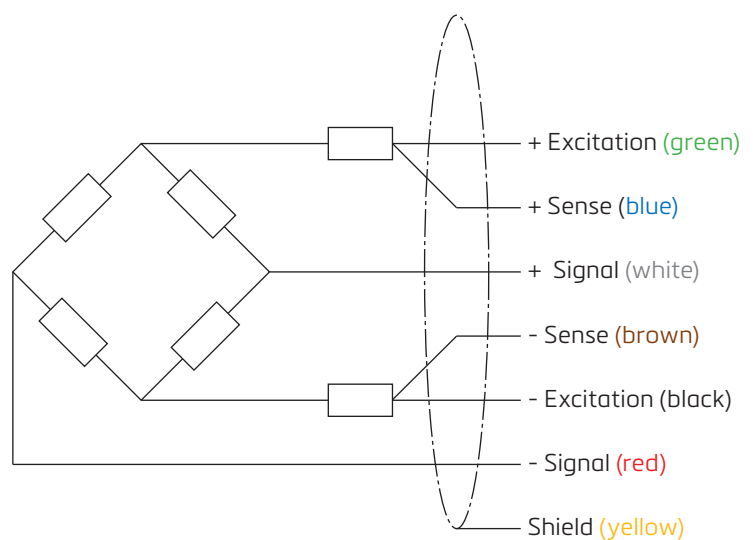 + Excitation (green)
+ Sense (blue)
+ Signal (white)
- Sense (brown)
- Excitation (black)
- Signal (red)
Shield (yellow)